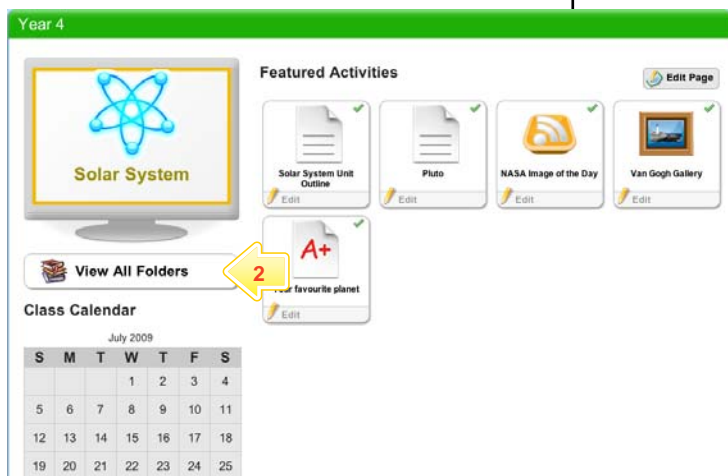 Year 4
Solar System
Featured Activities
Edit Page
Solar System Unit
Outline
Edit
Pluto
Edit
NASA Image of the Day
Edit
Van Gogh Gallery
Edit
View All Folders
2
A+
favourite planet
Edit
Class Calendar
July 2009
S M T W T F S
1 2 3 4
5 6 7 8 9 10 11
12 13 14 15 16 17 18
19 20 21 22 23 24 25